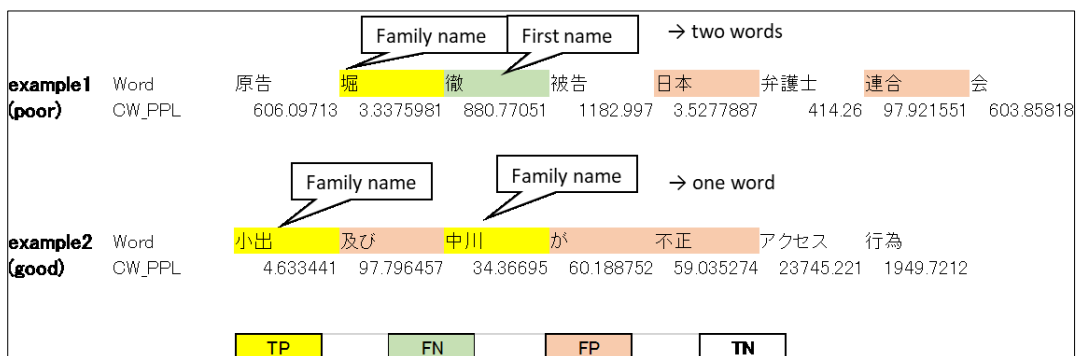 Family name First name → two words
example1 Word 原告 堀 徹 被告 日本 弁護士 連合 会
(poor) CW_PPL 606.09713 3.3375981 880.77051 1182.997 3.5277887 414.26 97.921551 603.85818
Family name Family name → one word
example2 Word 小出 及び 中川 が 不正 アクセス 行為
(good) CW_PPL 4.633441 97.796457 34.36695 60.188752 59.035274 23745.221 1949.7212
TP FN FP TN